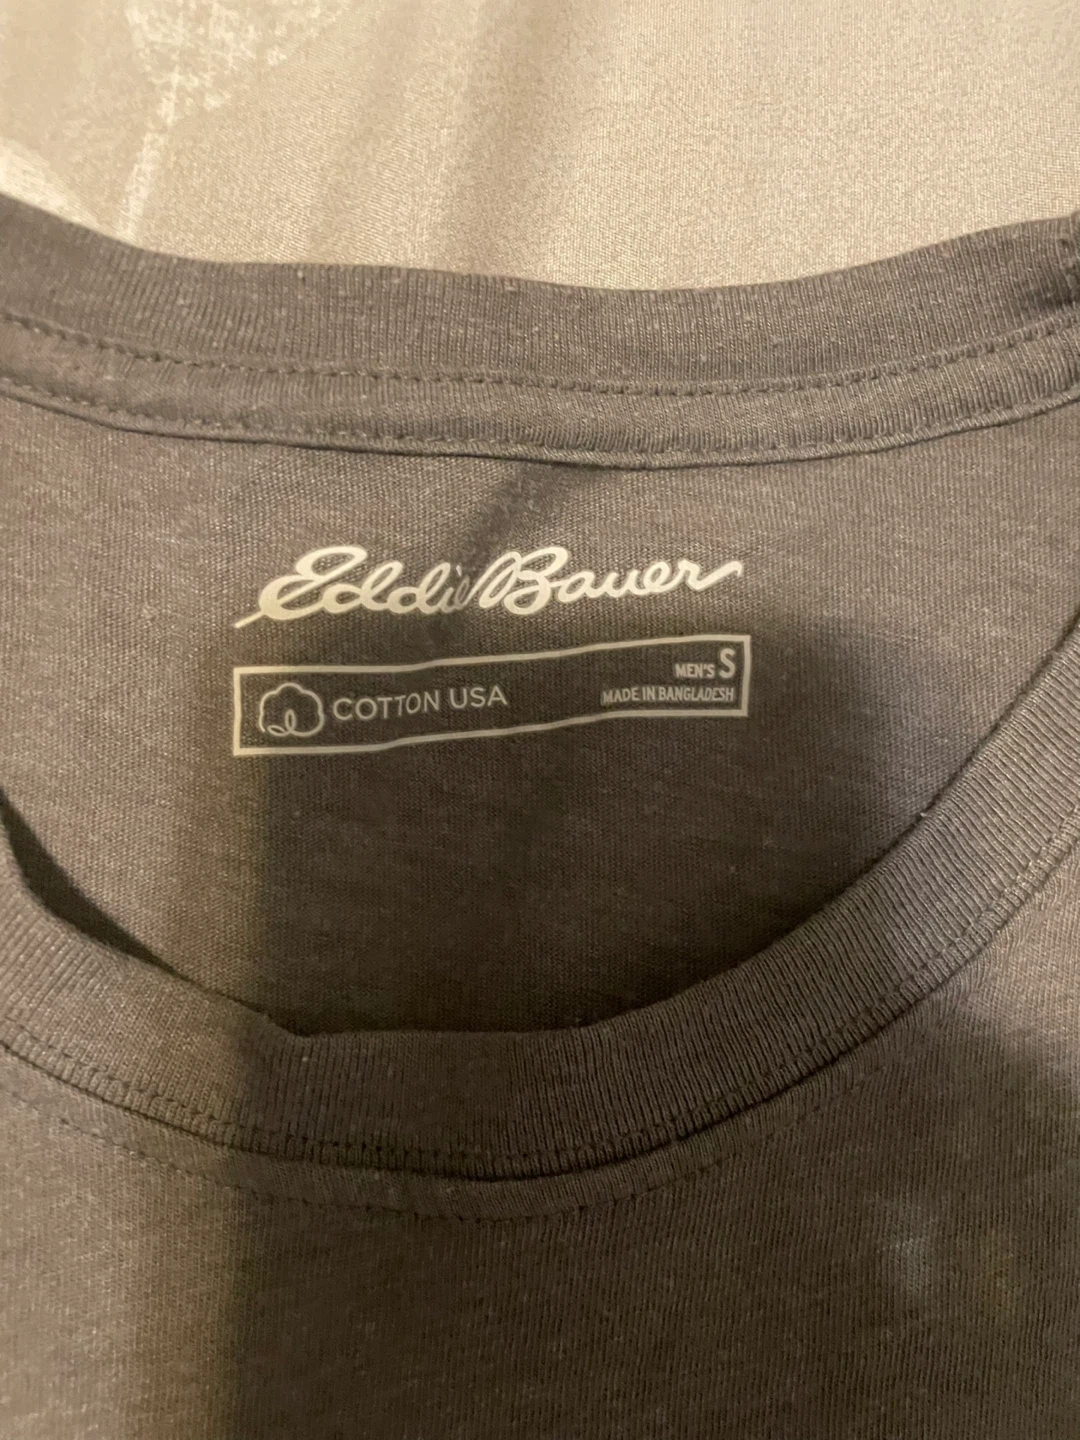 Eddie Bauer
COTTON USA
MEN'S S
MADE IN BANGLADESH